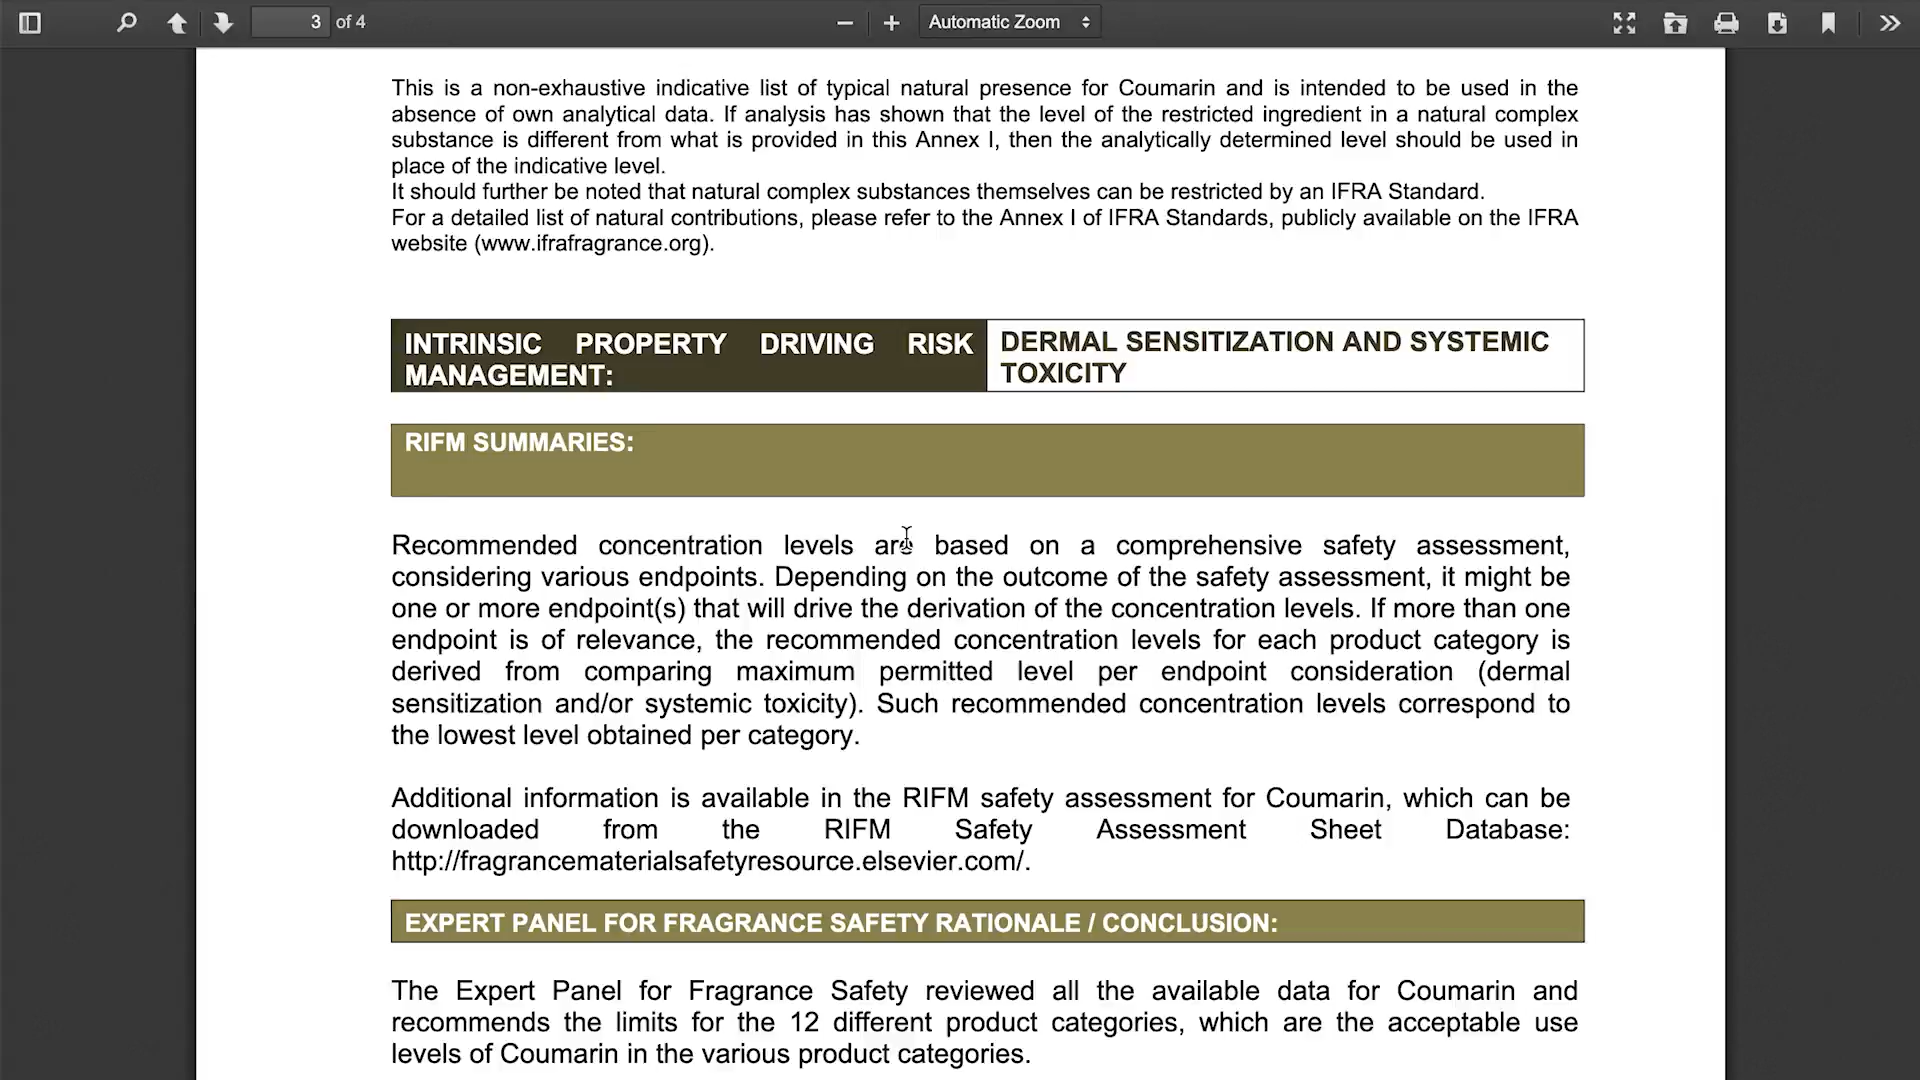 3 of 4
Automatic Zoom
This is a non-exhaustive indicative list of typical natural presence for Coumarin and is intended to be used in the
absence of own analytical data. If analysis has shown that the level of the restricted ingredient in a natural complex
substance is different from what is provided in this Annex I, then the analytically determined level should be used in
place of the indicative level.
It should further be noted that natural complex substances themselves can be restricted by an IFRA Standard.
For a detailed list of natural contributions, please refer to the Annex I of IFRA Standards, publicly available on the IFRA
website (www.ifrafragrance.org).
INTRINSIC PROPERTY DRIVING RISK
MANAGEMENT:
DERMAL SENSITIZATION AND SYSTEMIC
TOXICITY
RIFM SUMMARIES:
Recommended concentration levels are based on a comprehensive safety assessment,
considering various endpoints. Depending on the outcome of the safety assessment, it might be
one or more endpoint(s) that will drive the derivation of the concentration levels. If more than one
endpoint is of relevance, the recommended concentration levels for each product category is
derived from comparing maximum permitted level per endpoint consideration (dermal
sensitization and/or systemic toxicity). Such recommended concentration levels correspond to
the lowest level obtained per category.
Additional information is available in the RIFM safety assessment for Coumarin, which can be
downloaded from the RIFM Safety Assessment Sheet Database:
http://fragrancematerialsafetyresource.elsevier.com/.
EXPERT PANEL FOR FRAGRANCE SAFETY RATIONALE / CONCLUSION:
The Expert Panel for Fragrance Safety reviewed all the available data for Coumarin and
recommends the limits for the 12 different product categories, which are the acceptable use
levels of Coumarin in the various product categories.